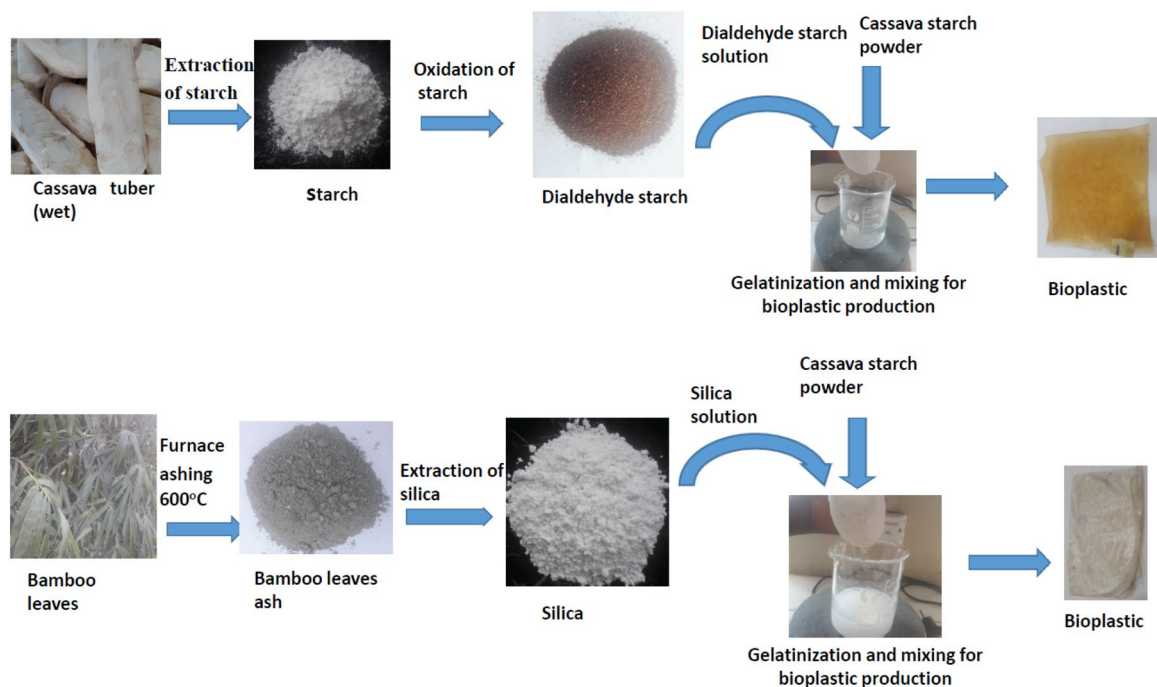 Cassava tuber
(wet)
Extraction
of starch
Starch
Oxidation of
starch
Dialdehyde starch
Dialdehyde starch
solution
Cassava starch
powder
Gelatinization and mixing for
bioplastic production
Bioplastic
Bamboo
leaves
Furnace
ashing
600°C
Bamboo leaves
ash
Extraction of
silica
Silica
Silica
solution
Cassava starch
powder
Gelatinization and mixing for
bioplastic production
Bioplastic